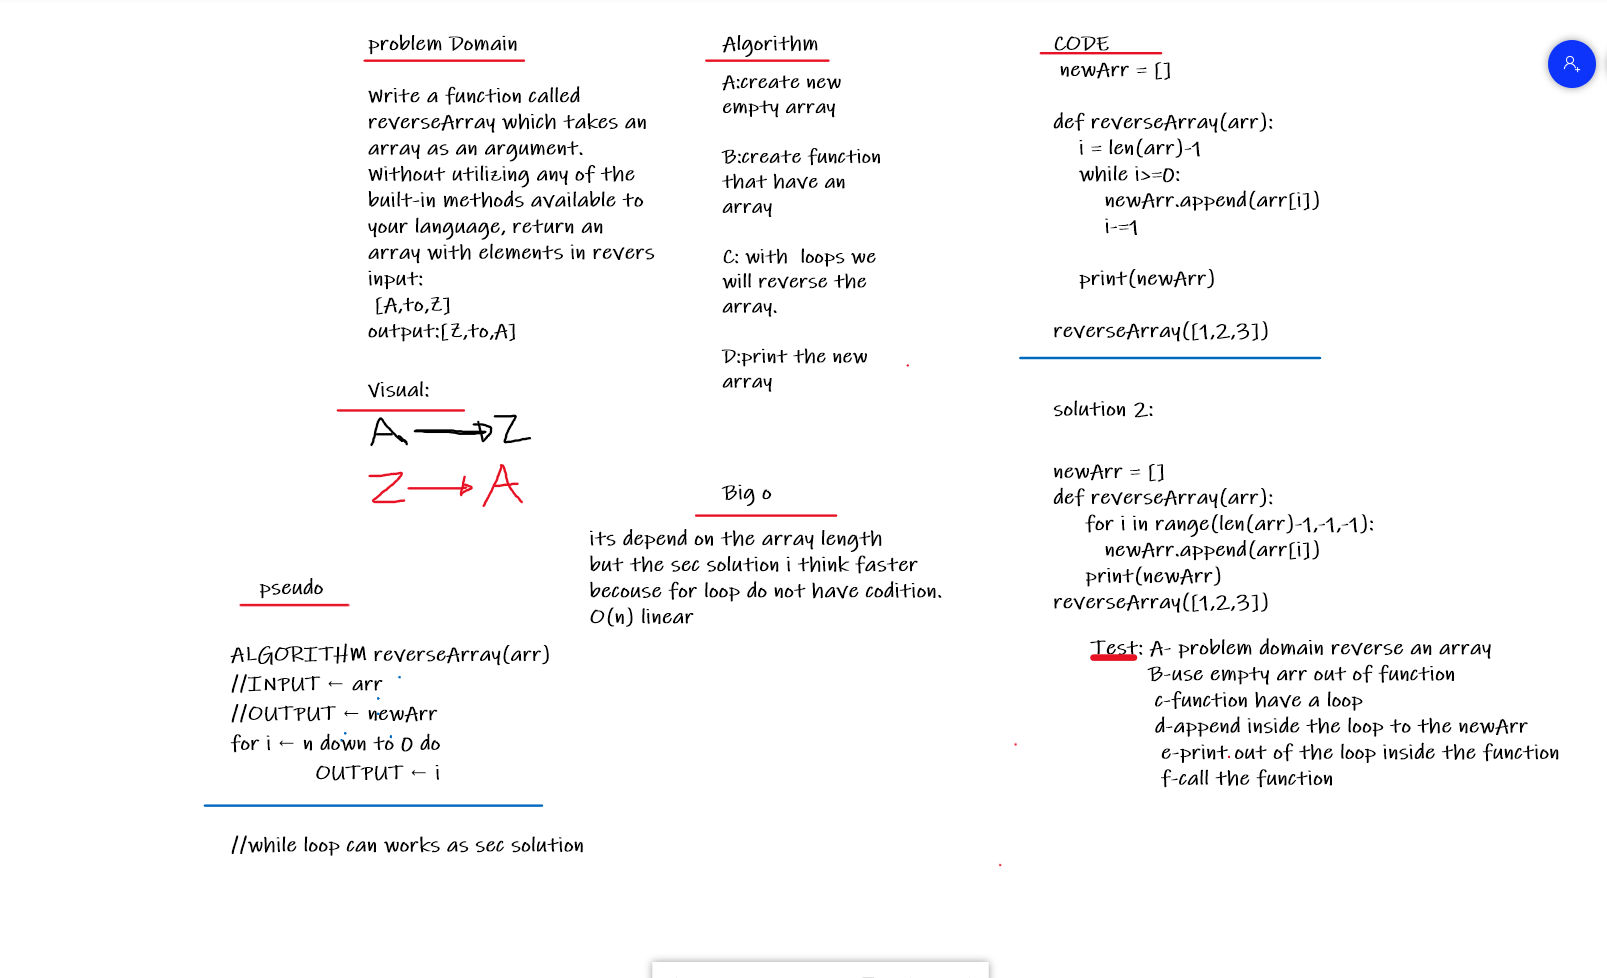 problem Domain
Write a function called
reverseArray which takes an
array as an argument.
Without utilizing any of the
built-in methods available to
your language, return an
array with elements in revers
input:
[A,to,Z]
output:[Z,to,A]
Visual:
A → Z
Z → A
pseudo
ALGORITHM reverseArray(arr)
//INPUT ← arr
//OUTPUT ← newArr
for i ← n down to 0 do
OUTPUT ← i
//while loop can works as sec solution
Algorithm
A:create new
empty array
B:create function
that have an
array
C: with loops we
will reverse the
array.
D:print the new
array
Big o
its depend on the array length
but the sec solution i think faster
becouse for loop do not have codition.
O(n) linear
CODE
newArr = []
def reverseArray(arr):
i = len(arr)-1
while i>=0:
newArr.append(arr[i])
i-=1
print(newArr)
reverseArray([1,2,3])
solution 2:
newArr = []
def reverseArray(arr):
for i in range(len(arr)-1,-1,-1):
newArr.append(arr[i])
print(newArr)
reverseArray([1,2,3])
Test: A- problem domain reverse an array
B-use empty arr out of function
c-function have a loop
d-append inside the loop to the newArr
e-print out of the loop inside the function
f-call the function